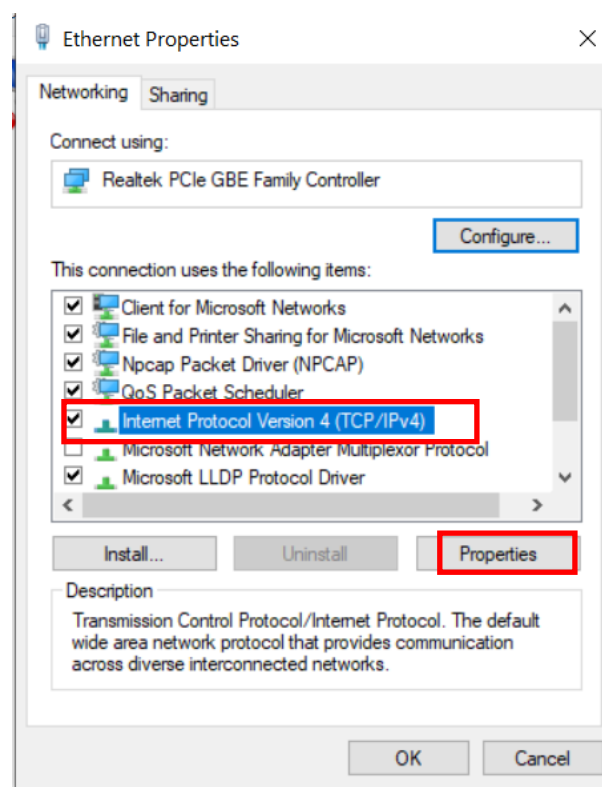 Ethernet Properties
Networking Sharing
Connect using:
Realtek PCIe GBE Family Controller
Configure...
This connection uses the following items:
Client for Microsoft Networks
File and Printer Sharing for Microsoft Networks
Npcap Packet Driver (NPCAP)
QoS Packet Scheduler
Internet Protocol Version 4 (TCP/IPv4)
Microsoft Network Adapter Multiplexor Protocol
Microsoft LLDP Protocol Driver
Install... Uninstall Properties
Description
Transmission Control Protocol/Internet Protocol. The default
wide area network protocol that provides communication
across diverse interconnected networks.
OK Cancel